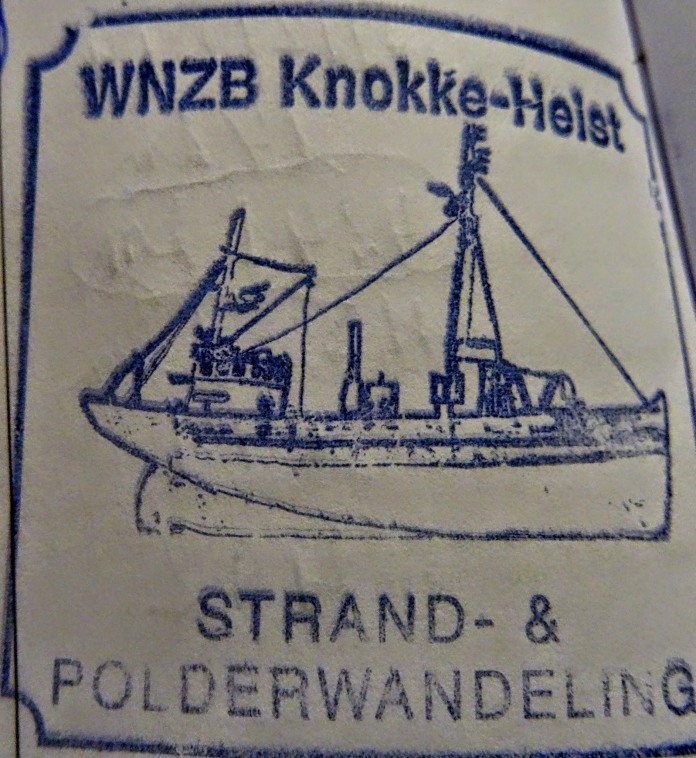 WNZB Knokke-Heist
STRAND- &
POLDERWANDELING